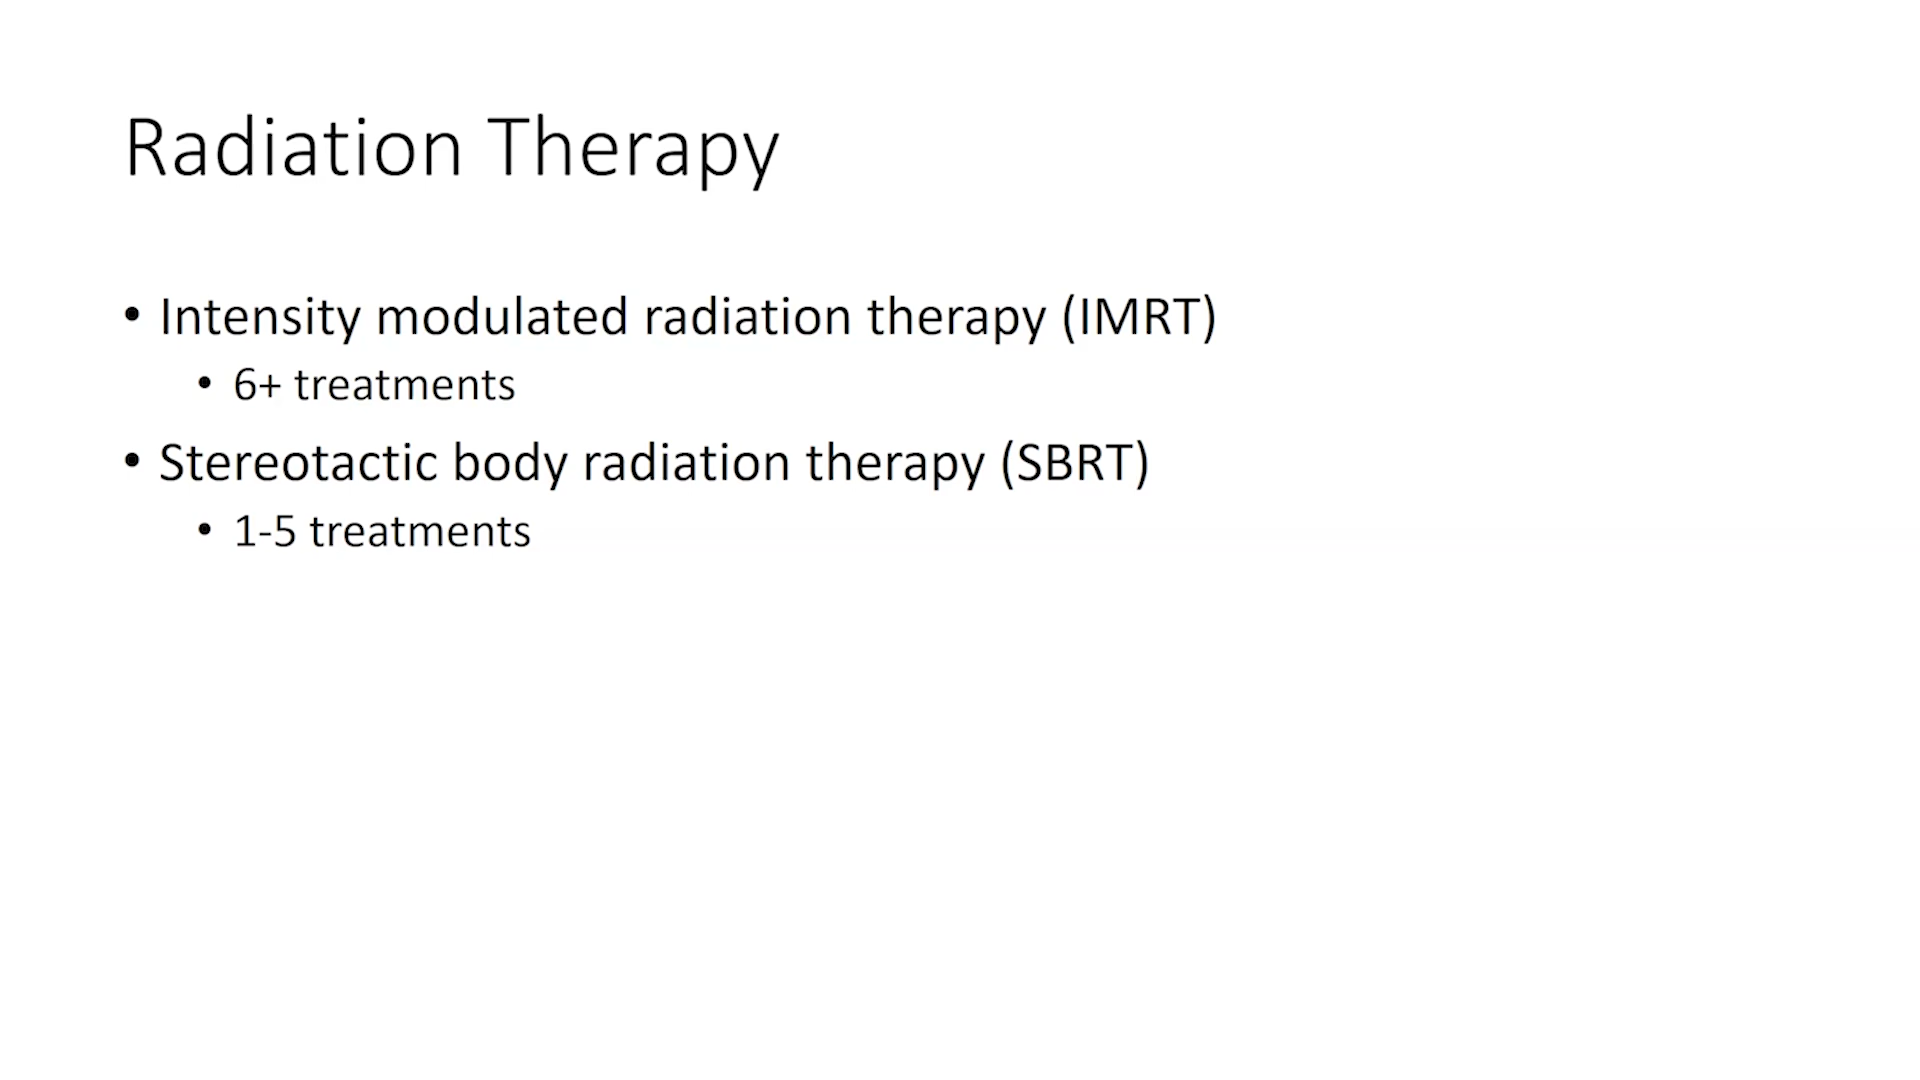 Radiation Therapy
• Intensity modulated radiation therapy (IMRT)
• 6+ treatments
• Stereotactic body radiation therapy (SBRT)
• 1-5 treatments